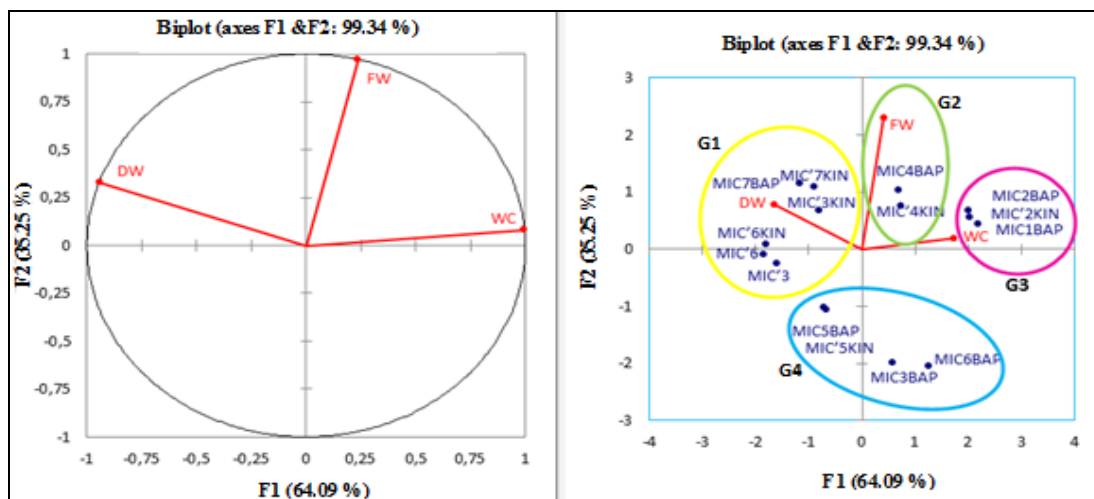 Biplot (axes F1 &F2: 99.34 %)
1
0,75
0,5
0,25
0
-0,25
-0,5
-0,75
-1
-1
-0,75
-0,5
-0,25
0
0,25
0,5
0,75
1
F2 (35.25 %)
F1 (64.09 %)
FW
DW
WC
Biplot (axes F1 &F2: 99.34 %)
3
2
1
0
-1
-2
-3
-4
-3
-2
-1
0
1
2
3
4
F2 (35.25 %)
F1 (64.09 %)
G1
G2
G3
G4
FW
MIC7BAP
MIC'7KIN
MIC4BAP
DW
MIC'3KIN
MIC'4KIN
MIC2BAP
MIC'2KIN
MIC1BAP
WC
MIC'6KIN
MIC'6
MIC'3
MIC5BAP
MIC'5KIN
MIC3BAP
MIC6BAP